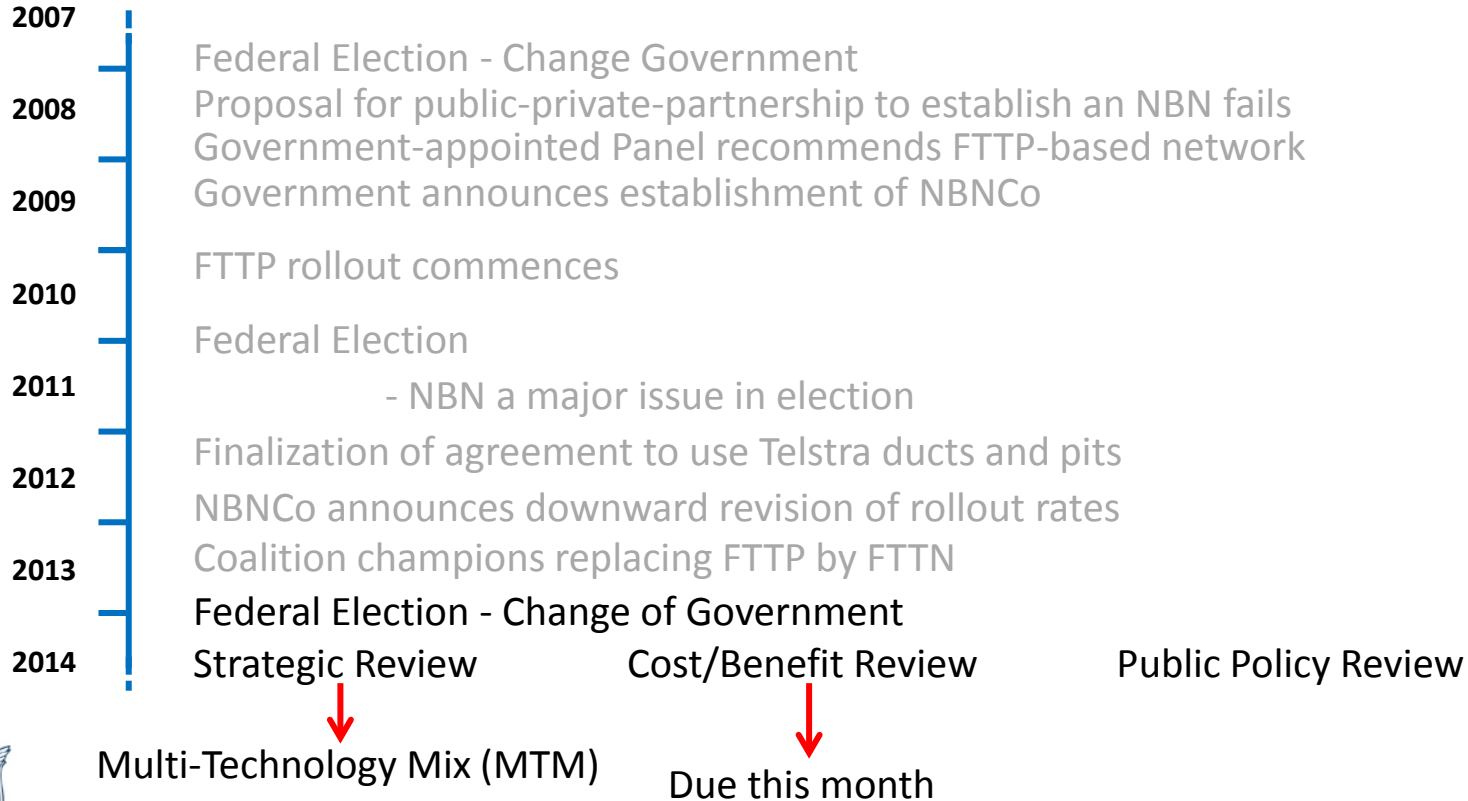 2007
Federal Election - Change Government
2008
Proposal for public-private-partnership to establish an NBN fails
Government-appointed Panel recommends FTTP-based network
2009
Government announces establishment of NBNCo
FTTP rollout commences
2010
Federal Election
2011
- NBN a major issue in election
Finalization of agreement to use Telstra ducts and pits
2012
NBNCo announces downward revision of rollout rates
2013
Coalition champions replacing FTTP by FTTN
Federal Election - Change of Government
2014
Strategic Review Cost/Benefit Review Public Policy Review
Multi-Technology Mix (MTM) Due this month